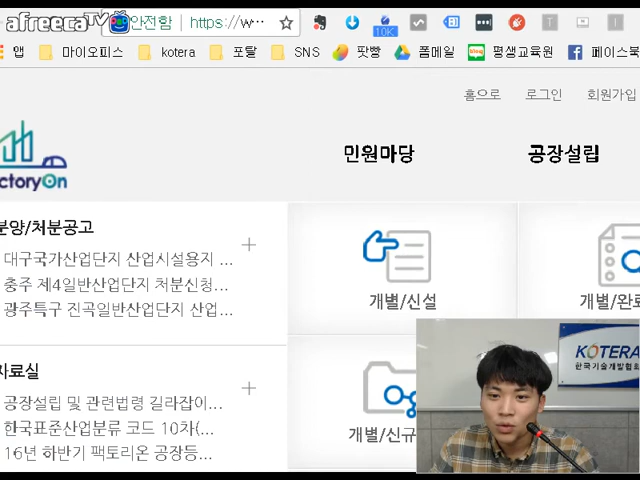 afreecaTV 안전함 https://w...
10K
앱 마이오피스 kotera 포탈 SNS 팟빵 폼메일 평생교육원 페이스북
홈으로 로그인 회원가입
ctoryOn
민원마당 공장설립
분양/처분공고
대구국가산업단지 산업시설용지 ...
충주 제4일반산업단지 처분신청...
광주특구 진곡일반산업단지 산업...
개별/신설 개별/완료
자료실
공장설립 및 관련법령 길라잡이...
한국표준산업분류 코드 10차(...
16년 하반기 팩토리온 공장등...
개별/신규
KOTERA
한국기술개발협회